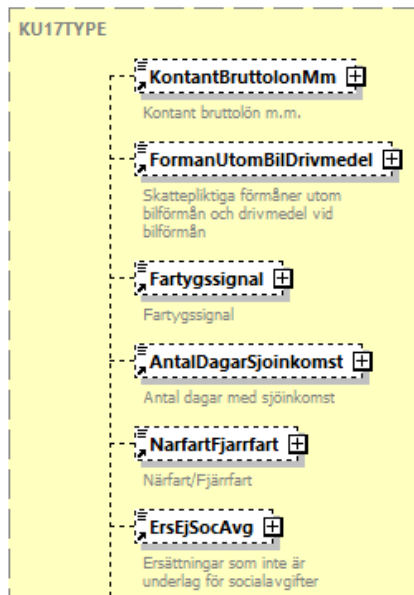 KU17TYPE
KontantBruttolonMm
Kontant bruttolön m.m.
FormanUtomBilDrivmedel
Skattepliktiga förmåner utom
bilförmån och drivmedel vid
bilförmån
Fartygssignal
Fartygssignal
AntalDagarSjoinkomst
Antal dagar med sjöinkomst
NarfartFjarrfart
Närfart/Fjärrfart
ErsEjSocAvg
Ersättningar som inte är
underlag för socialavgifter